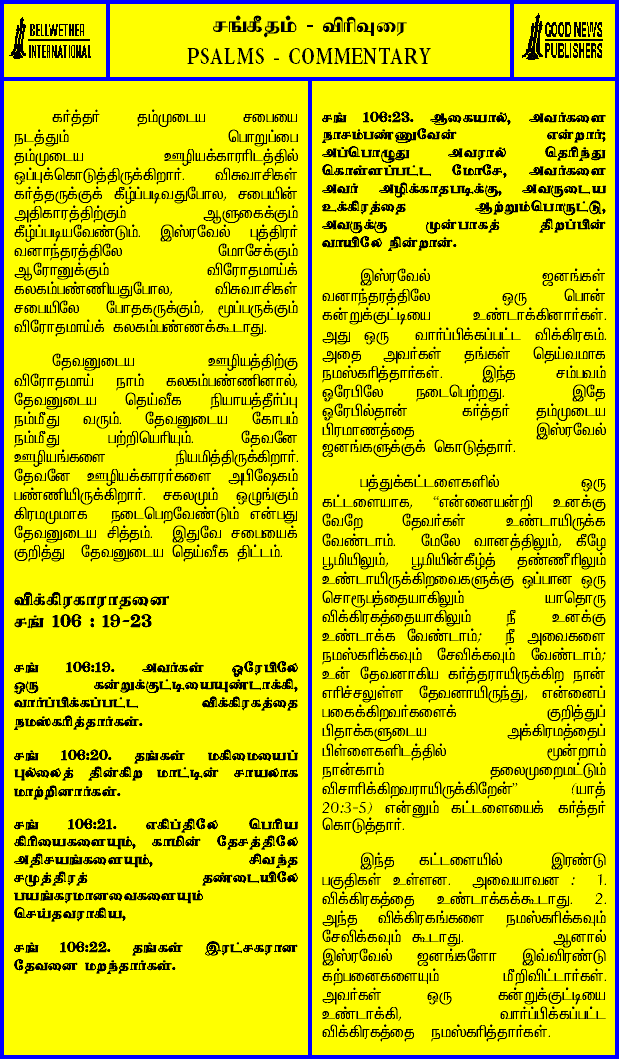 BELLWETHER
INTERNATIONAL
சங்கீதம் - விரிவுரை
PSALMS - COMMENTARY
GOOD NEWS
PUBLISHERS
கர்த்தர் தம்முடைய சபையை
நடத்தும் பொறுப்பை
தம்முடைய ஊழியக்காரரிடத்தில்
ஒப்புக்கொடுத்திருக்கிறார். விசுவாசிகள்
கர்த்தருக்குக் கீழ்ப்படிவதுபோல, சபையின்
அதிகாரத்திற்கும் ஆளுகைக்கும்
கீழ்ப்படியவேண்டும். இஸ்ரவேல் புத்திரர்
வனாந்தரத்திலே மோசேக்கும்
ஆரோனுக்கும் விரோதமாய்க்
கலகம்பண்ணியதுபோல, விசுவாசிகள்
சபையிலே போதகருக்கும், மூப்பருக்கும்
விரோதமாய்க் கலகம்பண்ணக்கூடாது.
தேவனுடைய ஊழியத்திற்கு
விரோதமாய் நாம் கலகம்பண்ணினால்,
தேவனுடைய தெய்வீக நியாயத்தீர்ப்பு
நம்மீது வரும். தேவனுடைய கோபம்
நம்மீது பற்றியெரியும். தேவனே
ஊழியங்களை நியமித்திருக்கிறார்.
தேவனே ஊழியக்காரர்களை அபிஷேகம்
பண்ணியிருக்கிறார். சகலமும் ஒழுங்கும்
கிரமமுமாக நடைபெறவேண்டும் என்பது
தேவனுடைய சித்தம். இதுவே சபையைக்
குறித்து தேவனுடைய தெய்வீக திட்டம்.
விக்கிரகாராதனை
சங் 106 : 19-23
சங் 106:19. அவர்கள் ஓரேபிலே
ஒரு கன்றுக்குட்டியையுண்டாக்கி,
வார்ப்பிக்கப்பட்ட விக்கிரகத்தை
நமஸ்கரித்தார்கள்.
சங் 106:20. தங்கள் மகிமையைப்
புல்லைத் தின்கிற மாட்டின் சாயலாக
மாற்றினார்கள்.
சங் 106:21. எகிப்திலே பெரிய
கிரியைகளையும், காமின் தேசத்திலே
அதிசயங்களையும், சிவந்த
சமுத்திரத் தண்டையிலே
பயங்கரமானவைகளையும்
செய்தவராகிய,
சங் 106:22. தங்கள் இரட்சகரான
தேவனை மறந்தார்கள்.
சங் 106:23. ஆகையால், அவர்களை
நாசம்பண்ணுவேன் என்றார்;
அப்பொழுது அவரால் தெரிந்து
கொள்ளப்பட்ட மோசே, அவர்களை
அவர் அழிக்காதபடிக்கு, அவருடைய
உக்கிரத்தை ஆற்றும்பொருட்டு,
அவருக்கு முன்பாகத் திறப்பின்
வாயிலே நின்றான்.
இஸ்ரவேல் ஜனங்கள்
வனாந்தரத்திலே ஒரு பொன்
கன்றுக்குட்டியை உண்டாக்கினார்கள்.
அது ஒரு வார்ப்பிக்கப்பட்ட விக்கிரகம்.
அதை அவர்கள் தங்கள் தெய்வமாக
நமஸ்கரித்தார்கள். இந்த சம்பவம்
ஓரேபிலே நடைபெற்றது. இதே
ஓரேபில்தான் கர்த்தர் தம்முடைய
பிரமாணத்தை இஸ்ரவேல்
ஜனங்களுக்குக் கொடுத்தார்.
பத்துக்கட்டளைகளில் ஒரு
கட்டளையாக, “என்னையன்றி உனக்கு
வேறே தேவர்கள் உண்டாயிருக்க
வேண்டாம். மேலே வானத்திலும், கீழே
பூமியிலும், பூமியின்கீழ்த் தண்ணீரிலும்
உண்டாயிருக்கிறவைகளுக்கு ஒப்பான ஒரு
சொரூபத்தையாகிலும் யாதொரு
விக்கிரகத்தையாகிலும் நீ உனக்கு
உண்டாக்க வேண்டாம்; நீ அவைகளை
நமஸ்கரிக்கவும் சேவிக்கவும் வேண்டாம்;
உன் தேவனாகிய கர்த்தராயிருக்கிற நான்
எரிச்சலுள்ள தேவனாயிருந்து, என்னைப்
பகைக்கிறவர்களைக் குறித்துப்
பிதாக்களுடைய அக்கிரமத்தைப்
பிள்ளைகளிடத்தில் மூன்றாம்
நான்காம் தலைமுறைமட்டும்
விசாரிக்கிறவராயிருக்கிறேன்” (யாத்
20:3-5) என்னும் கட்டளையைக் கர்த்தர்
கொடுத்தார்.
இந்த கட்டளையில் இரண்டு
பகுதிகள் உள்ளன. அவையாவன : 1.
விக்கிரகத்தை உண்டாக்கக்கூடாது. 2.
அந்த விக்கிரகங்களை நமஸ்கரிக்கவும்
சேவிக்கவும் கூடாது. ஆனால்
இஸ்ரவேல் ஜனங்களோ இவ்விரண்டு
கற்பனைகளையும் மீறிவிட்டார்கள்.
அவர்கள் ஒரு கன்றுக்குட்டியை
உண்டாக்கி, வார்ப்பிக்கப்பட்ட
விக்கிரகத்தை நமஸ்கரித்தார்கள்.